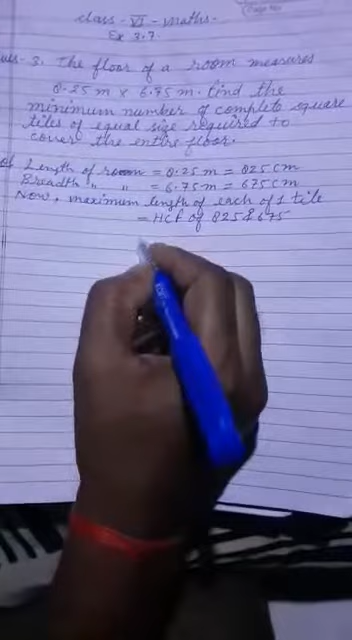 class - VI - maths -
Ex 3.7
Ques - 3. The floor of a room measures
8.25 m x 6.75 m. find the
minimum number of complete square
tiles of equal size required to
cover the entire floor.
Length of room = 8.25 m = 825 cm
Breadth " " = 6.75 m = 675 cm
Now, maximum length of each of 1 tile
= HCF of 825 & 675